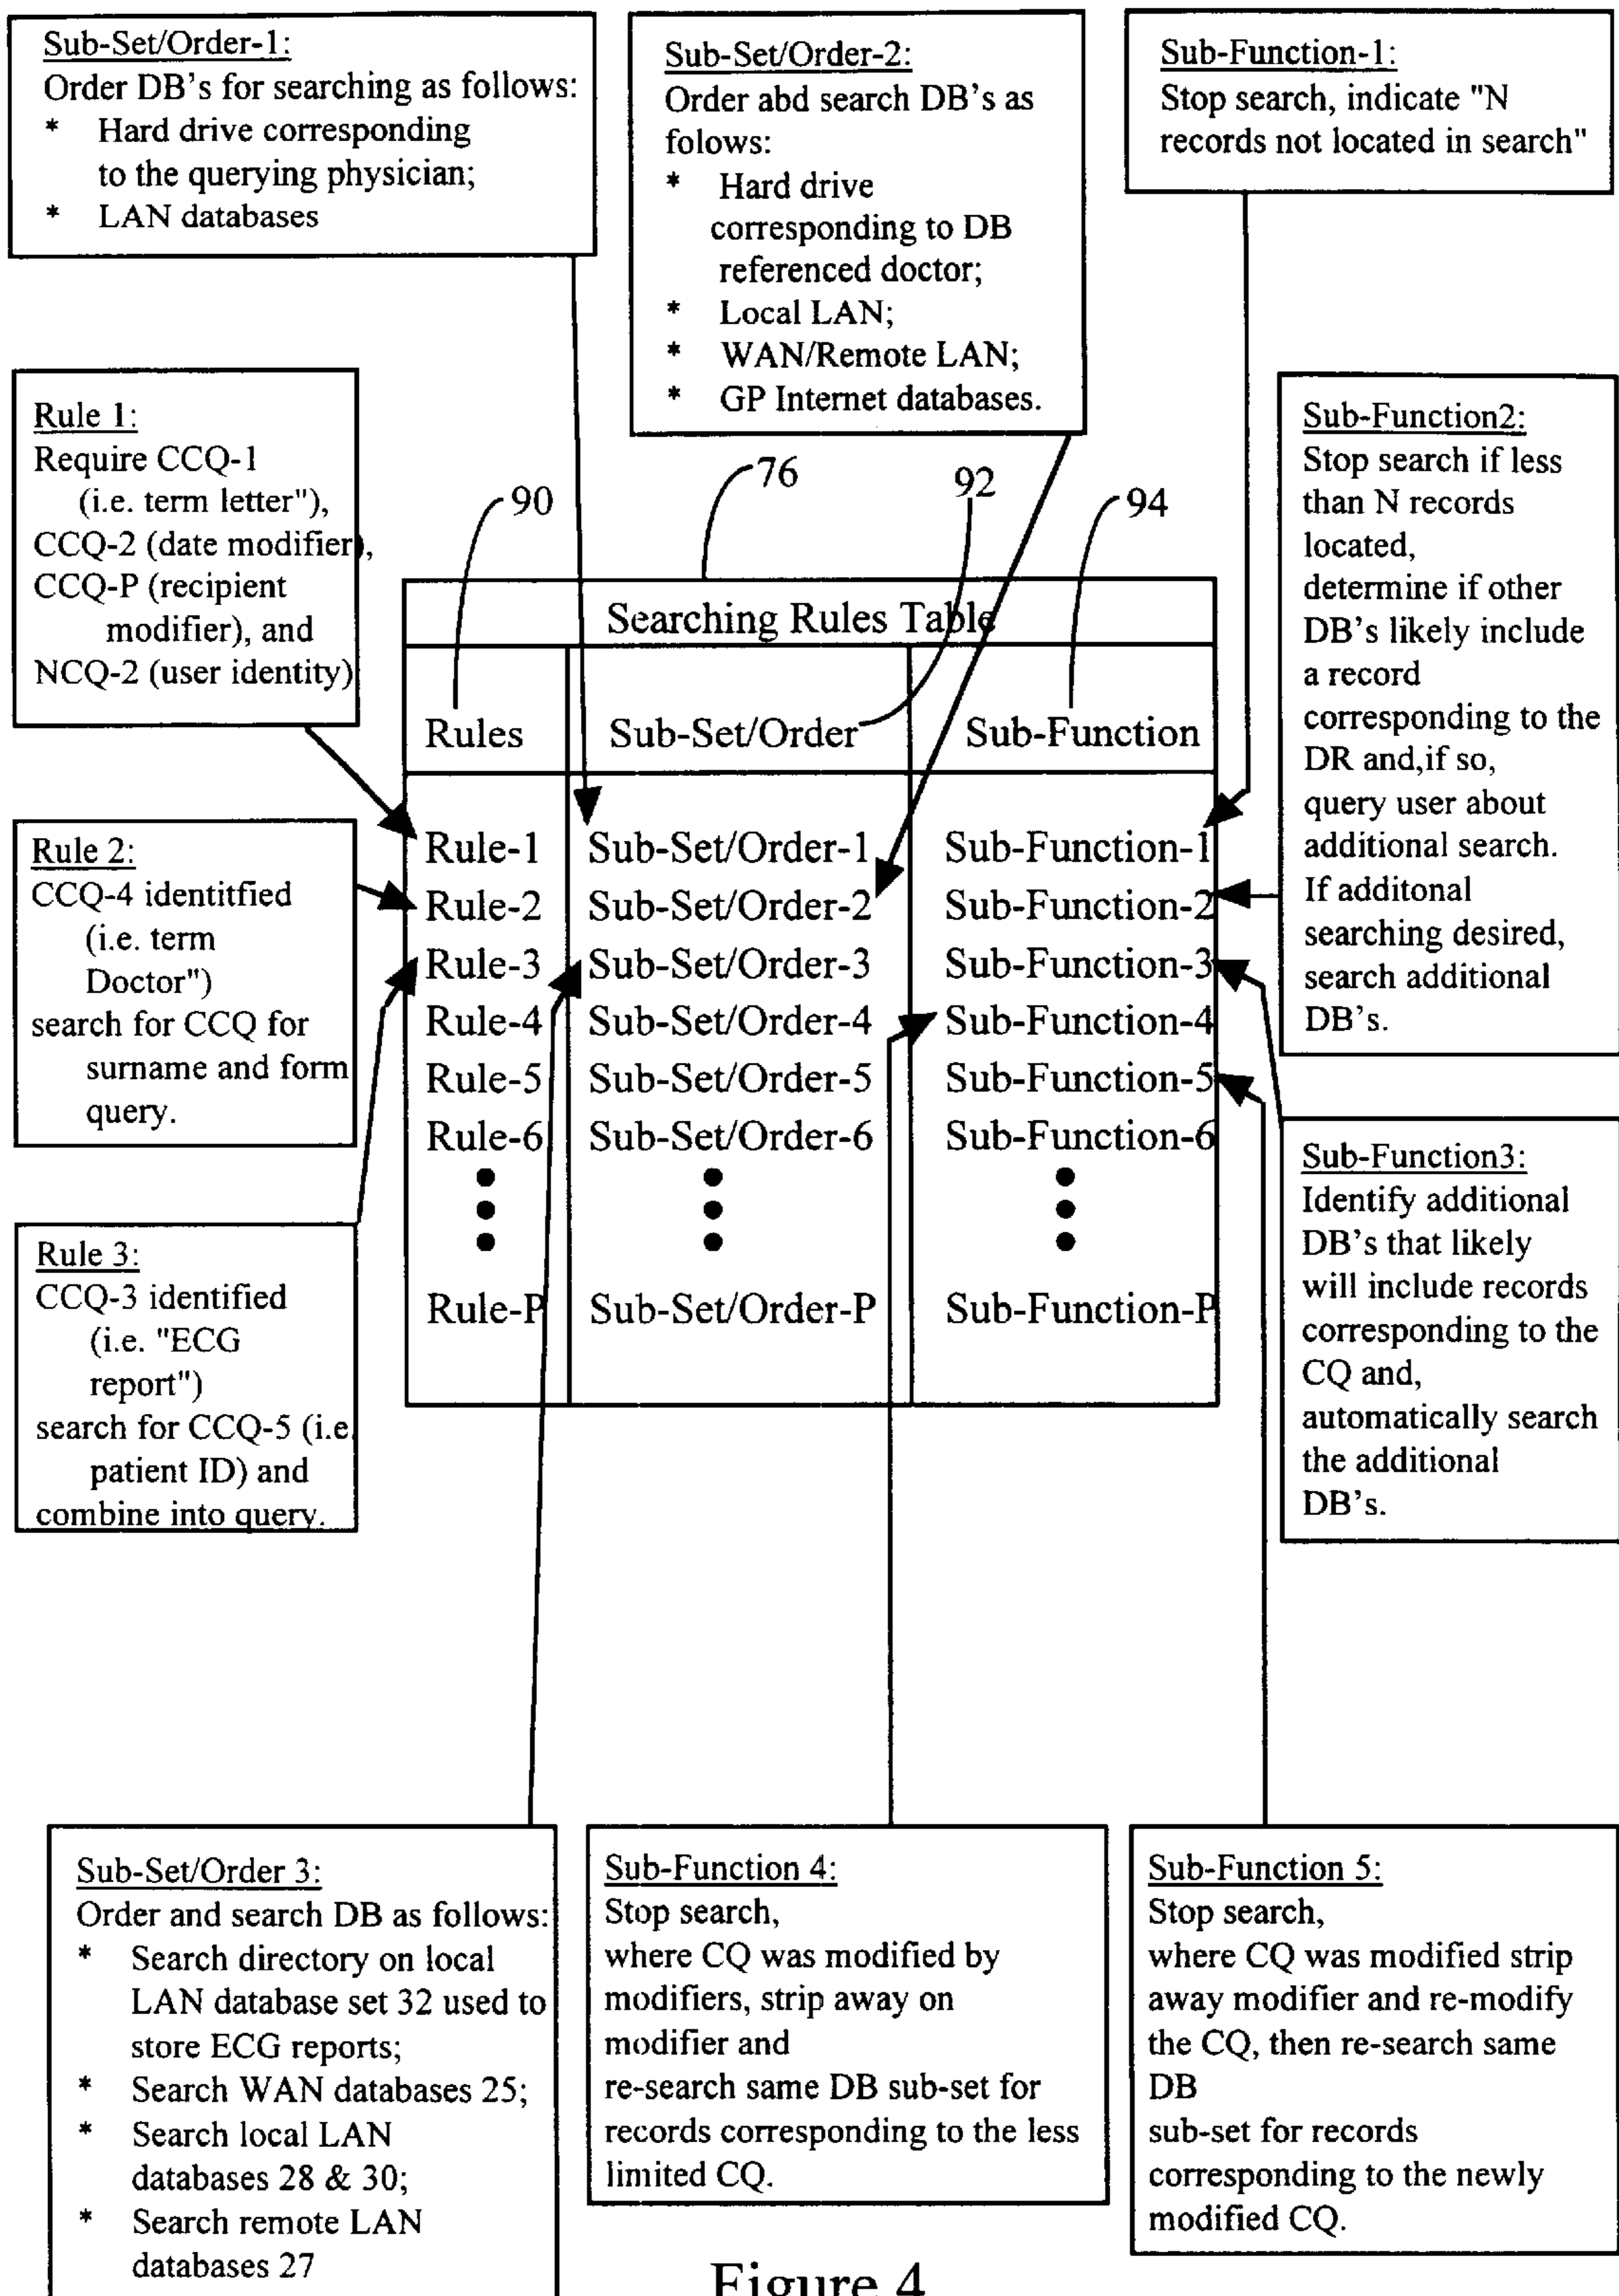 Sub-Set/Order-1:
Order DB's for searching as follows:
* Hard drive corresponding
to the querying physician;
* LAN databases
Sub-Set/Order-2:
Order abd search DB's as
folows:
* Hard drive
corresponding to DB
referenced doctor;
* Local LAN;
* WAN/Remote LAN;
* GP Internet databases.
Sub-Function-1:
Stop search, indicate "N
records not located in search"
Rule 1:
Require CCQ-1
(i.e. term letter"),
CCQ-2 (date modifier),
CCQ-P (recipient
modifier), and
NCQ-2 (user identity)
Sub-Function2:
Stop search if less
than N records
located,
determine if other
DB's likely include
a record
corresponding to the
DR and,if so,
query user about
additional search.
If additonal
searching desired,
search additional
DB's.
90
76
92
94
Searching Rules Table
Rules Sub-Set/Order Sub-Function
Rule-1 Sub-Set/Order-1 Sub-Function-1
Rule-2 Sub-Set/Order-2 Sub-Function-2
Rule-3 Sub-Set/Order-3 Sub-Function-3
Rule-4 Sub-Set/Order-4 Sub-Function-4
Rule-5 Sub-Set/Order-5 Sub-Function-5
Rule-6 Sub-Set/Order-6 Sub-Function-6
Rule-P Sub-Set/Order-P Sub-Function-P
Rule 2:
CCQ-4 identitfied
(i.e. term
Doctor")
search for CCQ for
surname and form
query.
Rule 3:
CCQ-3 identified
(i.e. "ECG
report")
search for CCQ-5 (i.e.
patient ID) and
combine into query.
Sub-Function3:
Identify additional
DB's that likely
will include records
corresponding to the
CQ and,
automatically search
the additional
DB's.
Sub-Set/Order 3:
Order and search DB as follows:
* Search directory on local
LAN database set 32 used to
store ECG reports;
* Search WAN databases 25;
* Search local LAN
databases 28 & 30;
* Search remote LAN
databases 27
Sub-Function 4:
Stop search,
where CQ was modified by
modifiers, strip away on
modifier and
re-search same DB sub-set for
records corresponding to the less
limited CQ.
Sub-Function 5:
Stop search,
where CQ was modified strip
away modifier and re-modify
the CQ, then re-search same
DB
sub-set for records
corresponding to the newly
modified CQ.
Figure 4